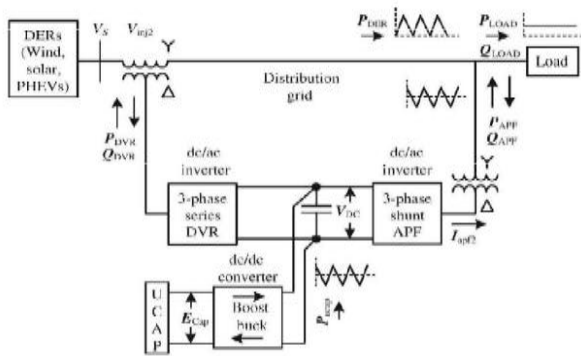 DERs
(Wind,
solar,
PHEVs)
V_S
V_inj2
P_DER
P_LOAD
Q_LOAD
Load
Distribution
grid
P_DVR
Q_DVR
P_APF
Q_APF
dc/ac
inverter
dc/ac
inverter
3-phase
series
DVR
V_DC
3-phase
shunt
APF
I_apf2
dc/dc
converter
U
C
A
P
E_Cap
Boost
buck
P_ucap